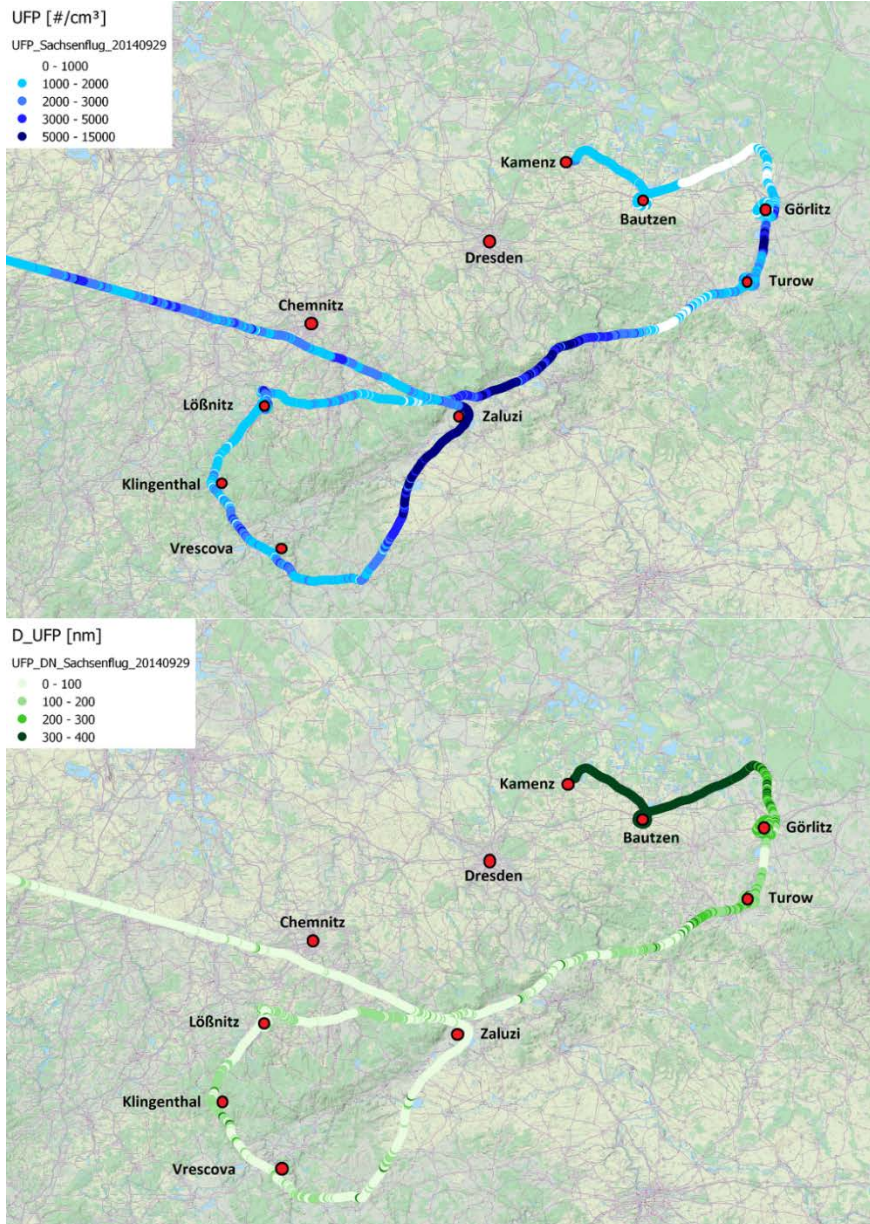 UFP [#/cm³]
UFP_Sachsenflug_20140929
0 - 1000
1000 - 2000
2000 - 3000
3000 - 5000
5000 - 15000
Kamenz
Bautzen
Görlitz
Dresden
Turow
Chemnitz
Lößnitz
Zaluzi
Klingenthal
Vrescova
D_UFP [nm]
UFP_DN_Sachsenflug_20140929
0 - 100
100 - 200
200 - 300
300 - 400
Kamenz
Bautzen
Görlitz
Dresden
Turow
Chemnitz
Lößnitz
Zaluzi
Klingenthal
Vrescova